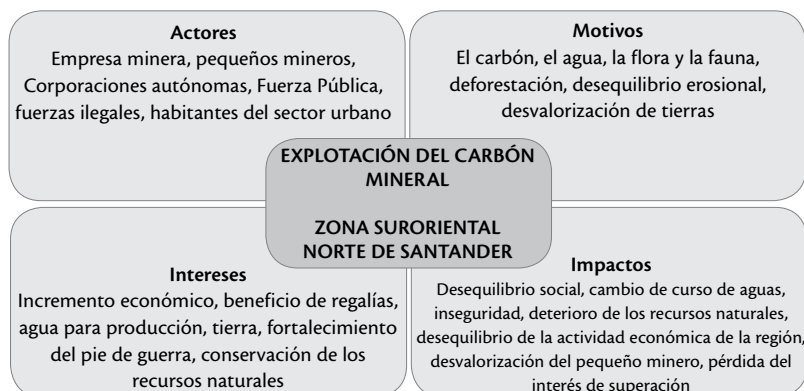 Actores
Empresa minera, pequeños mineros,
Corporaciones autónomas, Fuerza Pública,
fuerzas ilegales, habitantes del sector urbano
Motivos
El carbón, el agua, la flora y la fauna,
deforestación, desequilibrio erosional,
desvalorización de tierras
EXPLOTACIÓN DEL CARBÓN
MINERAL
ZONA SURORIENTAL
NORTE DE SANTANDER
Intereses
Incremento económico, beneficio de regalías,
agua para producción, tierra, fortalecimiento
del pie de guerra, conservación de los
recursos naturales
Impactos
Desequilibrio social, cambio de curso de aguas,
inseguridad, deterioro de los recursos naturales,
desequilibrio de la actividad económica de la región,
desvalorización del pequeño minero, pérdida del
interés de superación